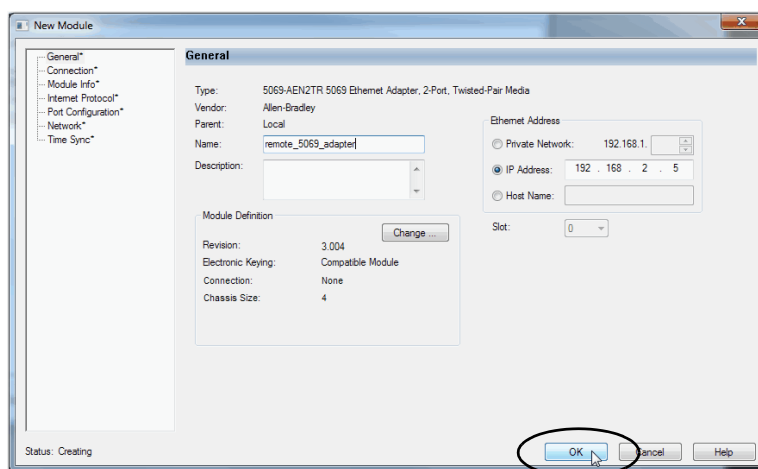 New Module
General*
Connection*
Module Info*
Internet Protocol*
Port Configuration*
Network*
Time Sync*
General
Type: 5069-AEN2TR 5069 Ethernet Adapter, 2-Port, Twisted-Pair Media
Vendor: Allen-Bradley
Parent: Local
Name: remote_5069_adapter
Description:
Ethernet Address
Private Network: 192.168.1.
IP Address: 192 . 168 . 2 . 5
Host Name:
Slot: 0
Module Definition
Change ...
Revision: 3.004
Electronic Keying: Compatible Module
Connection: None
Chassis Size: 4
Status: Creating
OK Cancel Help